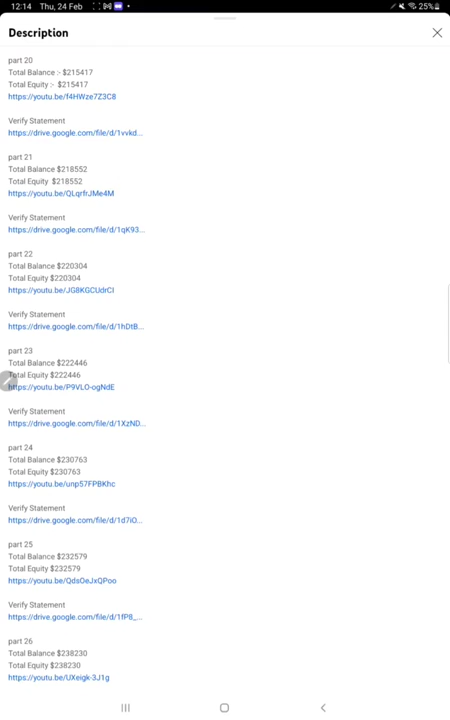 12:14 Thu, 24 Feb 25%
Description
part 20
Total Balance :- $215417
Total Equity :- $215417
https://youtu.be/f4HWze7Z3C8
Verify Statement
https://drive.google.com/file/d/1vvkd...
part 21
Total Balance $218552
Total Equity $218552
https://youtu.be/QLqrfrJMe4M
Verify Statement
https://drive.google.com/file/d/1qK93...
part 22
Total Balance $220304
Total Equity $220304
https://youtu.be/JG8KGCUdrCI
Verify Statement
https://drive.google.com/file/d/1hDtB...
part 23
Total Balance $222446
Total Equity $222446
https://youtu.be/P9VLO-ogNdE
Verify Statement
https://drive.google.com/file/d/1XzND...
part 24
Total Balance $230763
Total Equity $230763
https://youtu.be/unp57FPBKhc
Verify Statement
https://drive.google.com/file/d/1d7iO...
part 25
Total Balance $232579
Total Equity $232579
https://youtu.be/QdsOeJxQPoo
Verify Statement
https://drive.google.com/file/d/1fP8_...
part 26
Total Balance $238230
Total Equity $238230
https://youtu.be/UXeigk-3J1g